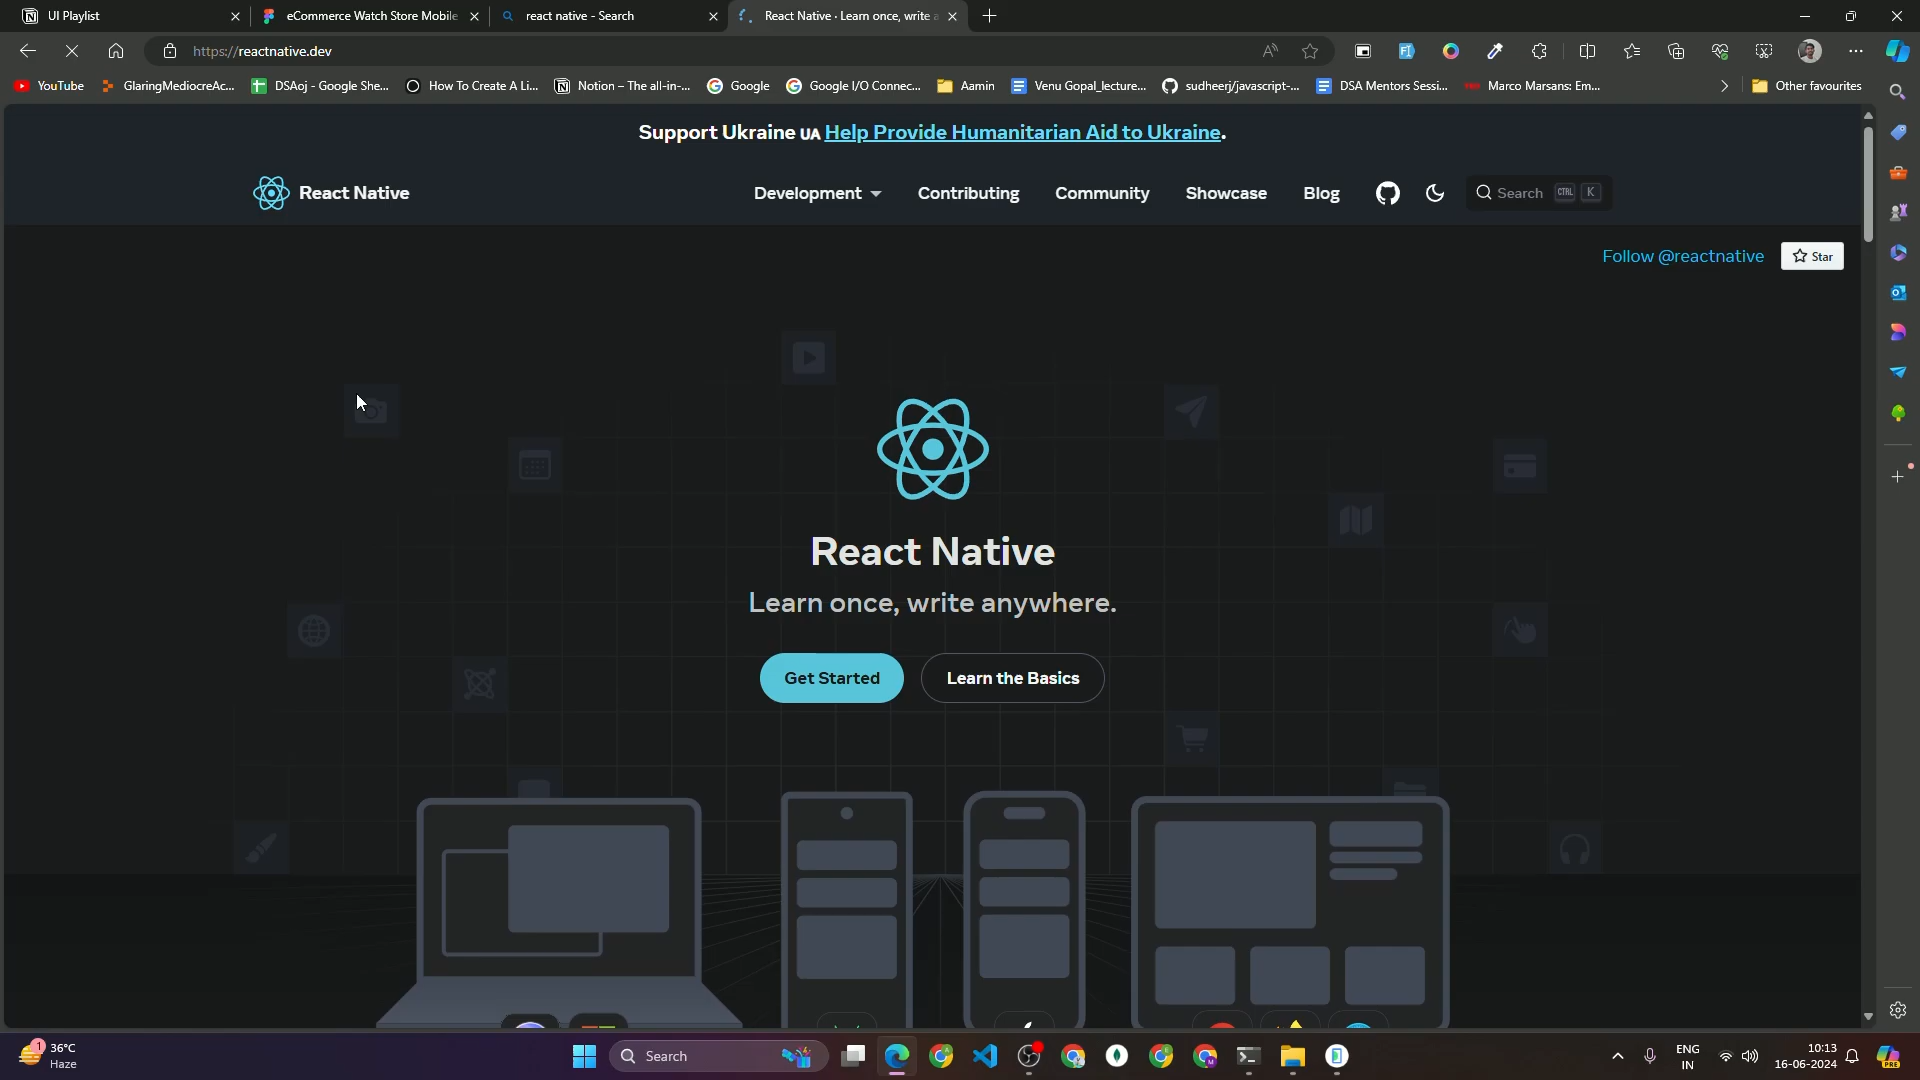 UI Playlist
eCommerce Watch Store Mobile
react native - Search
React Native · Learn once, write a
https://reactnative.dev
YouTube
GlaringMediocreAc...
DSAoj - Google She...
How To Create A Li...
Notion – The all-in-...
Google
Google I/O Connec...
Aamin
Venu Gopal_lecture...
sudheerj/javascript-...
DSA Mentors Sessi...
Marco Marsans: Em...
Other favourites
Support Ukraine UA Help Provide Humanitarian Aid to Ukraine.
React Native
Development
Contributing
Community
Showcase
Blog
Search CTRL K
Follow @reactnative
Star
React Native
Learn once, write anywhere.
Get Started
Learn the Basics
1
36°C
Haze
Search
ENG
IN
10:13
16-06-2024
PRE